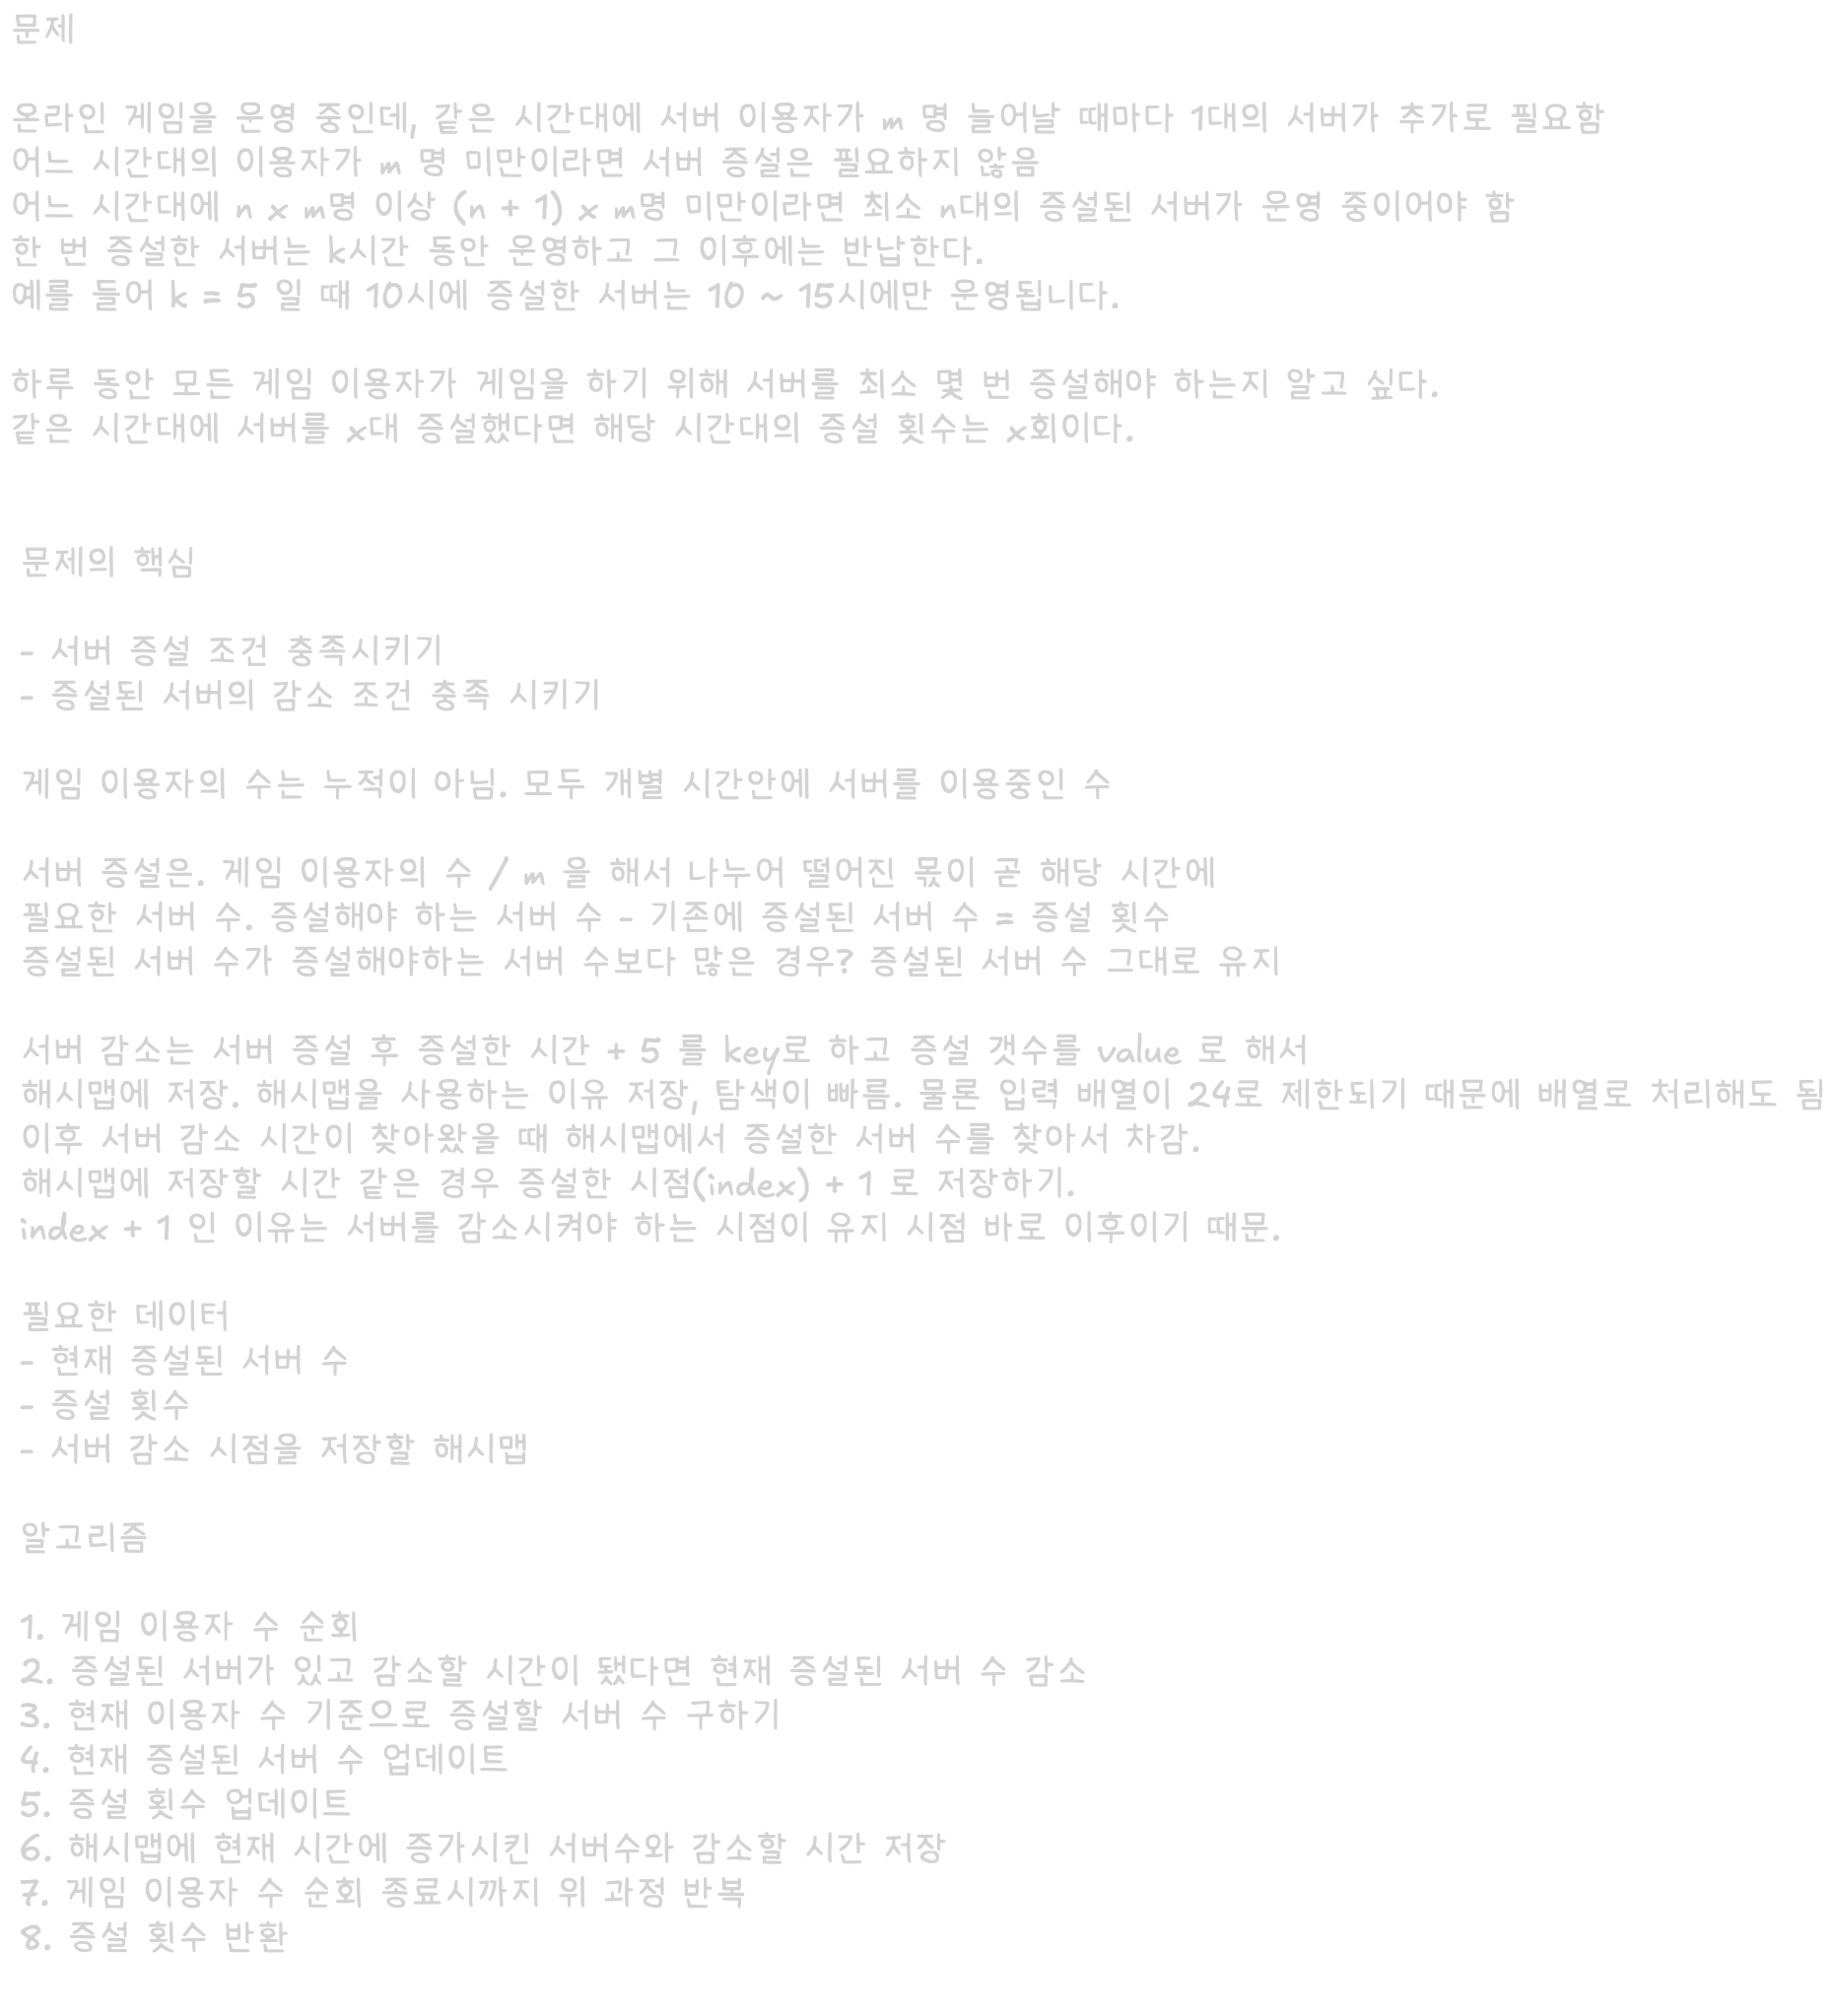 문제
온라인 게임을 운영 중인데, 같은 시간대에 서버 이용자가 m 명 늘어날 때마다 1대의 서버가 추가로 필요함
어느 시간대의 이용자가 m 명 미만이라면 서버 증설은 필요하지 않음
어느 시간대에 n x m명 이상 (n + 1) x m명 미만이라면 최소 n대의 증설된 서버가 운영 중이어야 함
한 번 증설한 서버는 k시간 동안 운영하고 그 이후에는 반납한다.
예를 들어 k = 5 일 때 10시에 증설한 서버는 10 ~ 15시에만 운영됩니다.
하루 동안 모든 게임 이용자가 게임을 하기 위해 서버를 최소 몇 번 증설해야 하는지 알고 싶다.
같은 시간대에 서버를 x대 증설했다면 해당 시간대의 증설 횟수는 x회이다.
문제의 핵심
- 서버 증설 조건 충족시키기
- 증설된 서버의 감소 조건 충족 시키기
게임 이용자의 수는 누적이 아님. 모두 개별 시간안에 서버를 이용중인 수
서버 증설은. 게임 이용자의 수 / m 을 해서 나누어 떨어진 몫이 곧 해당 시간에
필요한 서버 수. 증설해야 하는 서버 수 - 기존에 증설된 서버 수 = 증설 횟수
증설된 서버 수가 증설해야하는 서버 수보다 많은 경우? 증설된 서버 수 그대로 유지
서버 감소는 서버 증설 후 증설한 시간 + 5 를 key로 하고 증설 갯수를 value 로 해서
해시맵에 저장. 해시맵을 사용하는 이유 저장, 탐색이 빠름. 물론 입력 배열이 24로 제한되기 때문에 배열로 처리해도 됨
이후 서버 감소 시간이 찾아왔을 때 해시맵에서 증설한 서버 수를 찾아서 차감.
해시맵에 저장할 시간 같은 경우 증설한 시점(index) + 1 로 저장하기.
index + 1 인 이유는 서버를 감소시켜야 하는 시점이 유지 시점 바로 이후이기 때문.
필요한 데이터
- 현재 증설된 서버 수
- 증설 횟수
- 서버 감소 시점을 저장할 해시맵
알고리즘
1. 게임 이용자 수 순회
2. 증설된 서버가 있고 감소할 시간이 됐다면 현재 증설된 서버 수 감소
3. 현재 이용자 수 기준으로 증설할 서버 수 구하기
4. 현재 증설된 서버 수 업데이트
5. 증설 횟수 업데이트
6. 해시맵에 현재 시간에 증가시킨 서버수와 감소할 시간 저장
7. 게임 이용자 수 순회 종료시까지 위 과정 반복
8. 증설 횟수 반환